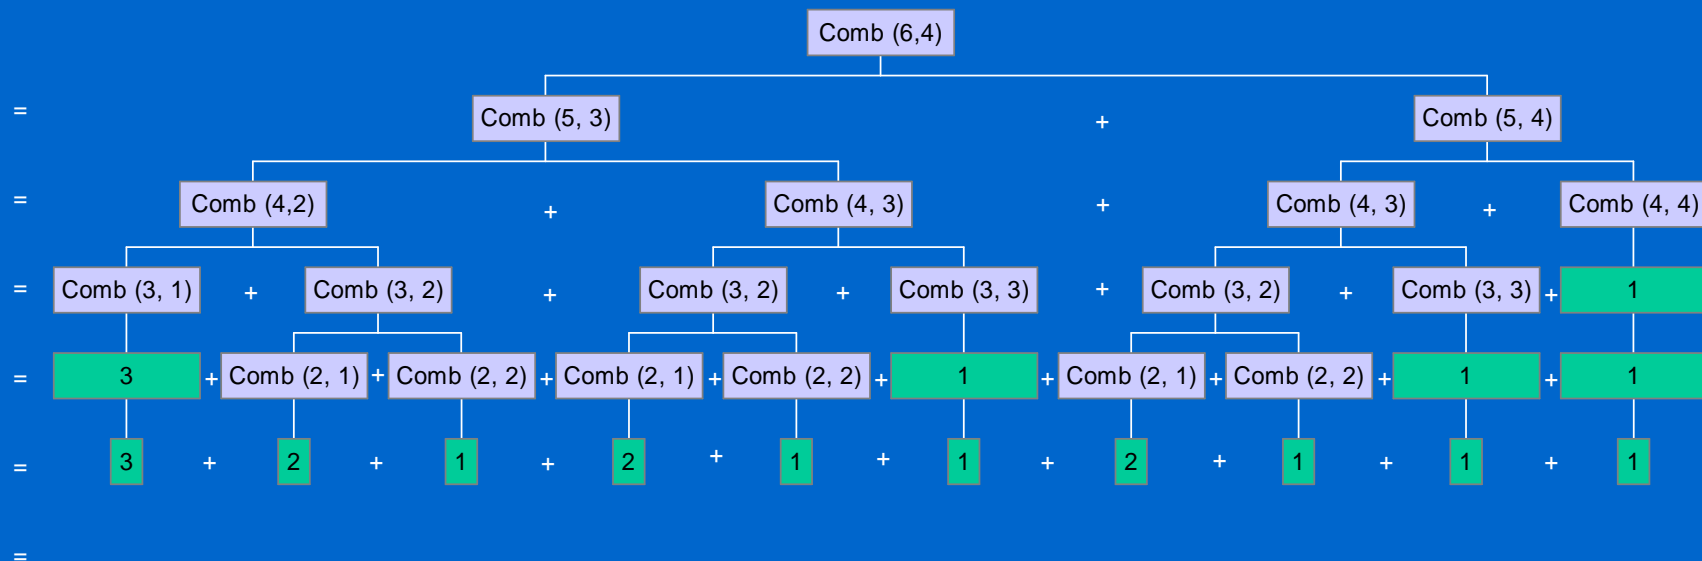 Comb (6,4)
= Comb (5, 3) + Comb (5, 4)
= Comb (4,2) + Comb (4, 3) + Comb (4, 3) + Comb (4, 4)
= Comb (3, 1) + Comb (3, 2) + Comb (3, 2) + Comb (3, 3) + Comb (3, 2) + Comb (3, 3) + 1
= 3 + Comb (2, 1) + Comb (2, 2) + Comb (2, 1) + Comb (2, 2) + 1 + Comb (2, 1) + Comb (2, 2) + 1 + 1
= 3 + 2 + 1 + 2 + 1 + 1 + 2 + 1 + 1 + 1
=